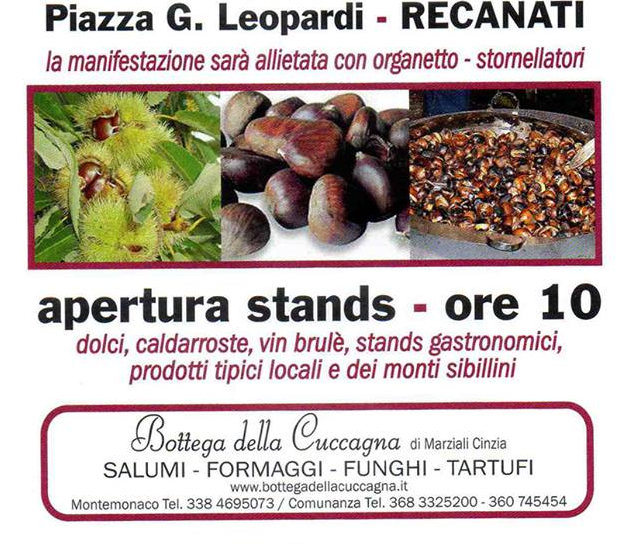 Piazza G. Leopardi - RECANATI
la manifestazione sarà allietata con organetto - stornellatori
apertura stands - ore 10
dolci, caldarroste, vin brulè, stands gastronomici,
prodotti tipici locali e dei monti sibillini
Bottega della Cuccagna di Marziali Cinzia
SALUMI - FORMAGGI - FUNGHI - TARTUFI
www.bottegadellacuccagna.it
Montemonaco Tel. 338 4695073 / Comunanza Tel. 368 3325200 - 360 745454